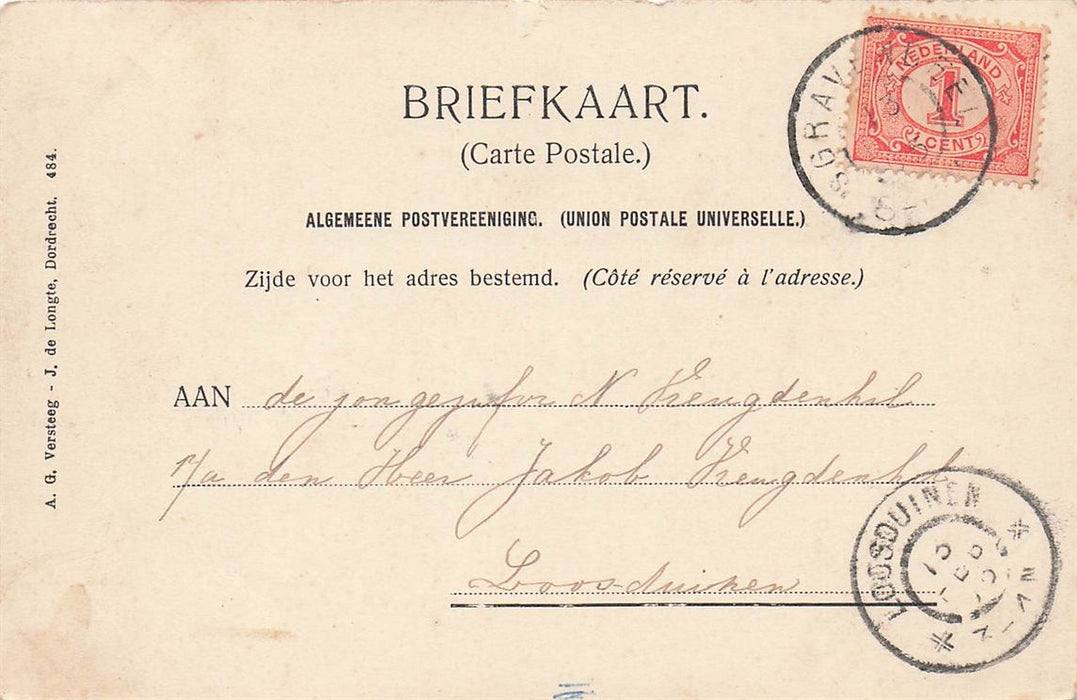 BRIEFKAART.
(Carte Postale.)
ALGEMEENE POSTVEREENIGING. (UNION POSTALE UNIVERSELLE.)
Zijde voor het adres bestemd. (Côté réservé à l'adresse.)
AAN de jongejufvr N. Vreugdenhil
p/a den Heer Jakob Vreugdenhil
Loosduinen
A. G. Versteeg - J. de Longte, Dordrecht. 484.
NEDERLAND
1
CENT
'SGRAVENHAGE
LOOSDUINEN